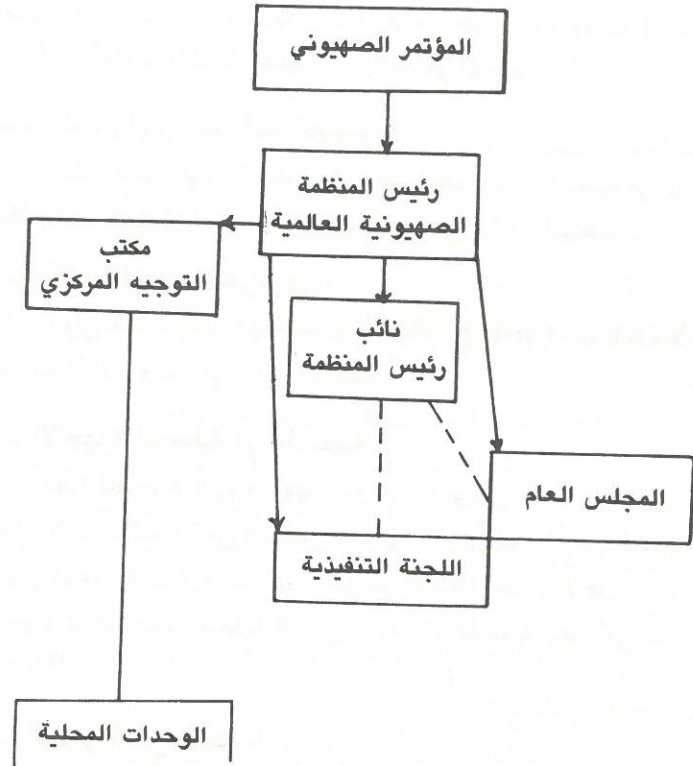 المؤتمر الصهيوني
رئيس المنظمة
الصهيونية العالمية
مكتب
التوجيه المركزي
نائب
رئيس المنظمة
المجلس العام
اللجنة التنفيذية
الوحدات المحلية